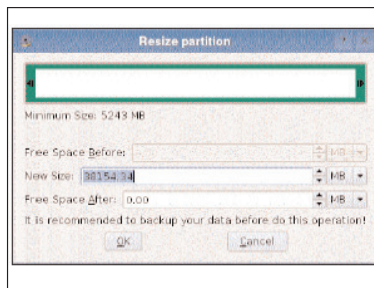 Resize partition
Minimum Size: 5243 MB
Free Space Before: MB
New Size: 38154.34 MB
Free Space After: 0.00 MB
It is recommended to backup your data before do this operation!
OK Cancel